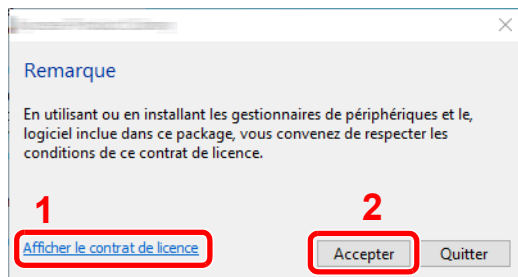 Remarque
En utilisant ou en installant les gestionnaires de périphériques et le,
logiciel inclue dans ce package, vous convenez de respecter les
conditions de ce contrat de licence.
1
2
Afficher le contrat de licence
Accepter
Quitter